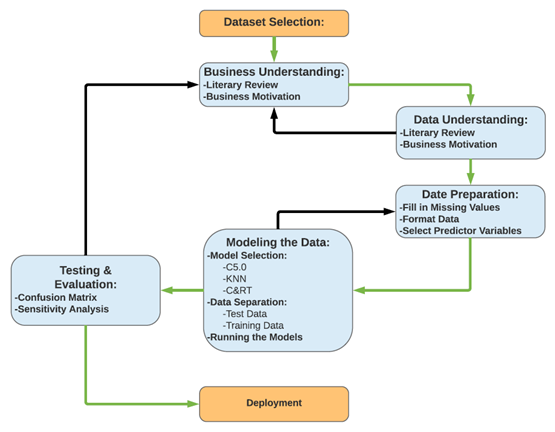 Dataset Selection:
Business Understanding:
-Literary Review
-Business Motivation
Data Understanding:
-Literary Review
-Business Motivation
Date Preparation:
-Fill in Missing Values
-Format Data
-Select Predictor Variables
Modeling the Data:
-Model Selection:
-C5.0
-KNN
-C&RT
-Data Separation:
-Test Data
-Training Data
-Running the Models
Testing &
Evaluation:
-Confusion Matrix
-Sensitivity Analysis
Deployment